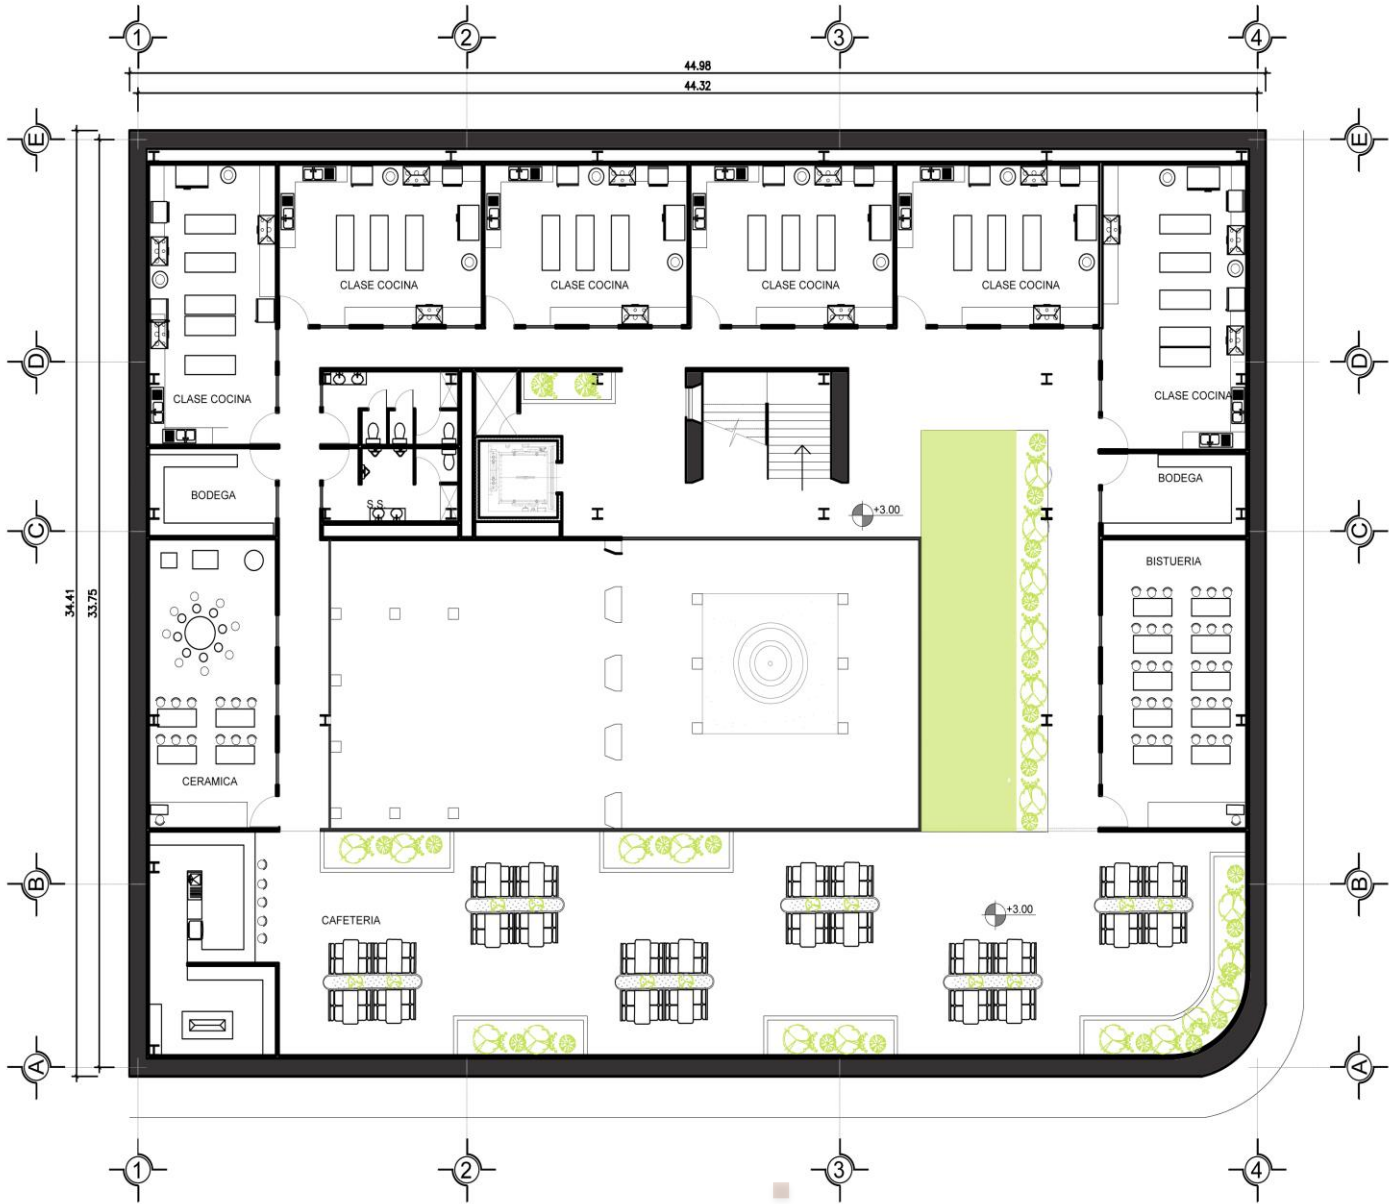 1
2
3
4
44.98
44.32
E
E
CLASE COCINA
CLASE COCINA
CLASE COCINA
CLASE COCINA
D
D
CLASE COCINA
CLASE COCINA
BODEGA
BODEGA
S.S.
+3.00
C
C
BISTUERIA
34.41
33.75
CERAMICA
B
B
CAFETERIA
+3.00
A
A
1
2
3
4